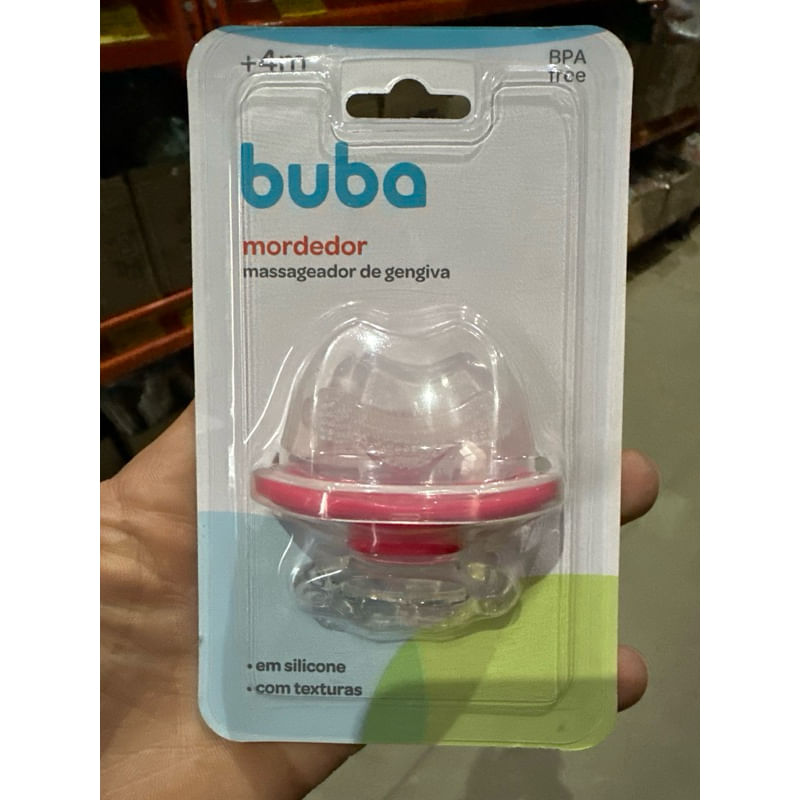 +4m
BPA
free
buba
mordedor
massageador de gengiva
• em silicone
• com texturas